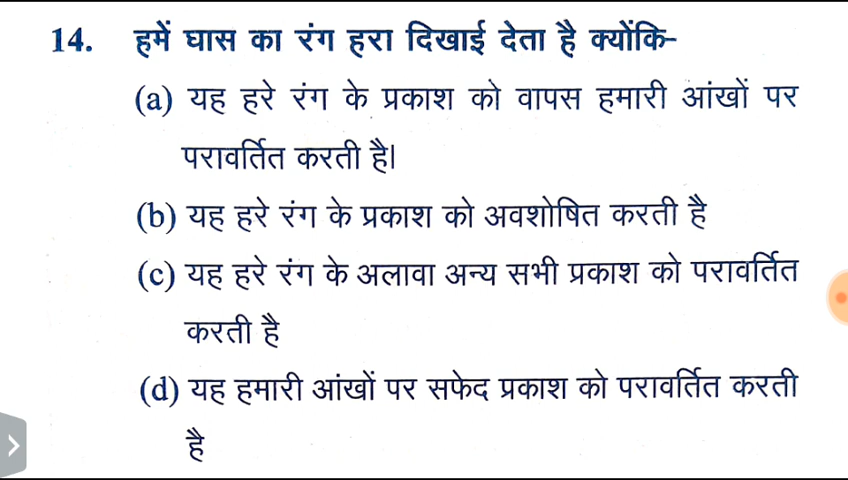 14. हमें घास का रंग हरा दिखाई देता है क्योंकि-
(a) यह हरे रंग के प्रकाश को वापस हमारी आंखों पर
परावर्तित करती है।
(b) यह हरे रंग के प्रकाश को अवशोषित करती है
(c) यह हरे रंग के अलावा अन्य सभी प्रकाश को परावर्तित
करती है
(d) यह हमारी आंखों पर सफेद प्रकाश को परावर्तित करती
है